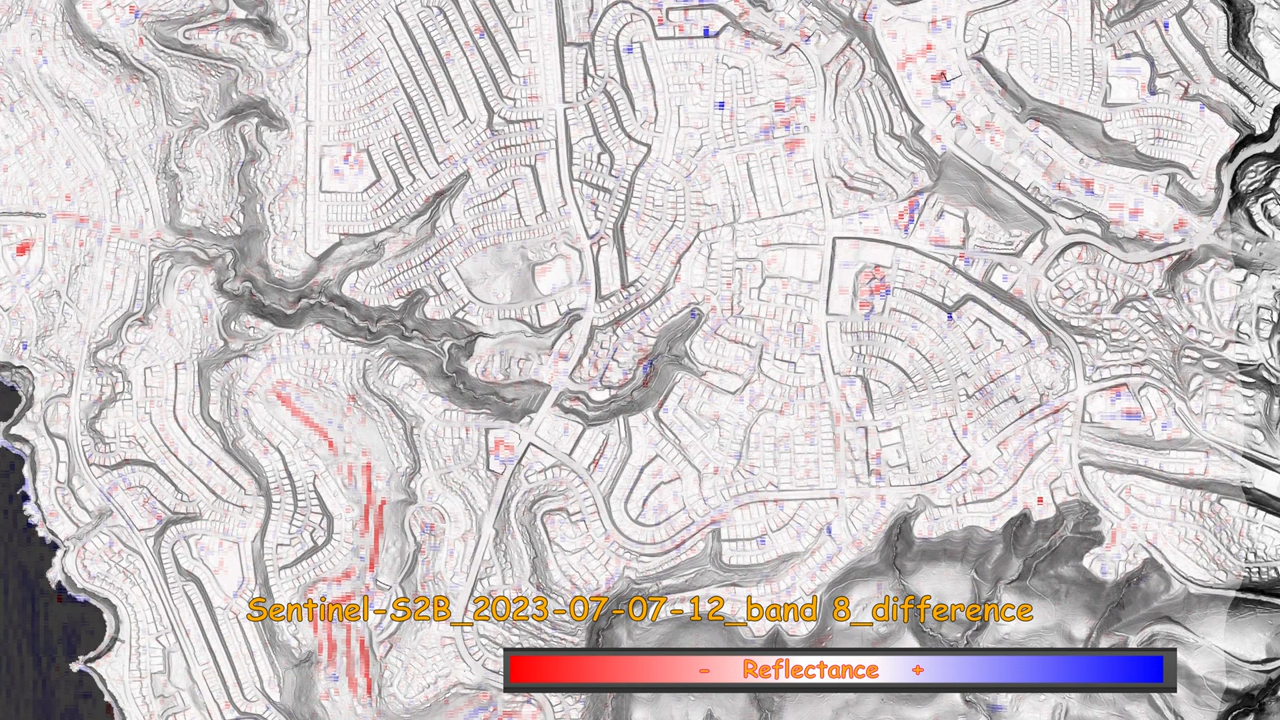 Sentinel-S2B_2023-07-07-12_band 8_difference
- Reflectance +